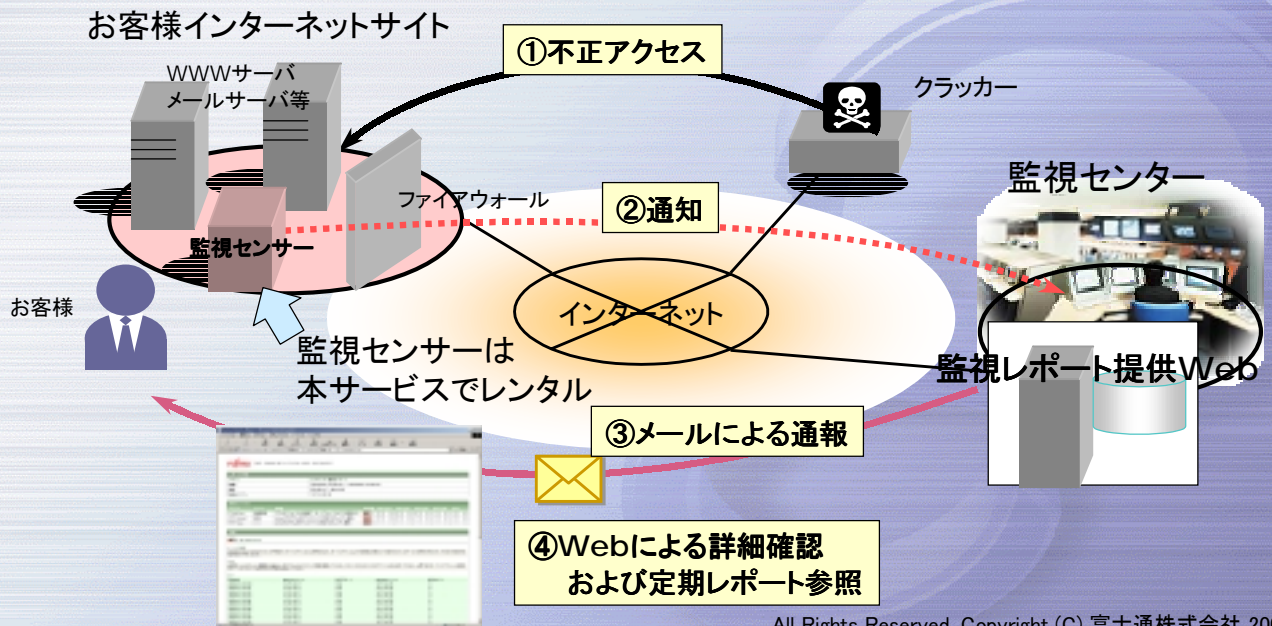 お客様インターネットサイト
①不正アクセス
WWWサーバ
メールサーバ等
クラッカー
監視センター
ファイアウォール
②通知
監視センサー
お客様
インターネット
監視センサーは
本サービスでレンタル
監視レポート提供Web
③メールによる通報
④Webによる詳細確認
および定期レポート参照
All Rights Reserved, Copyright (C) 富士通株式会社